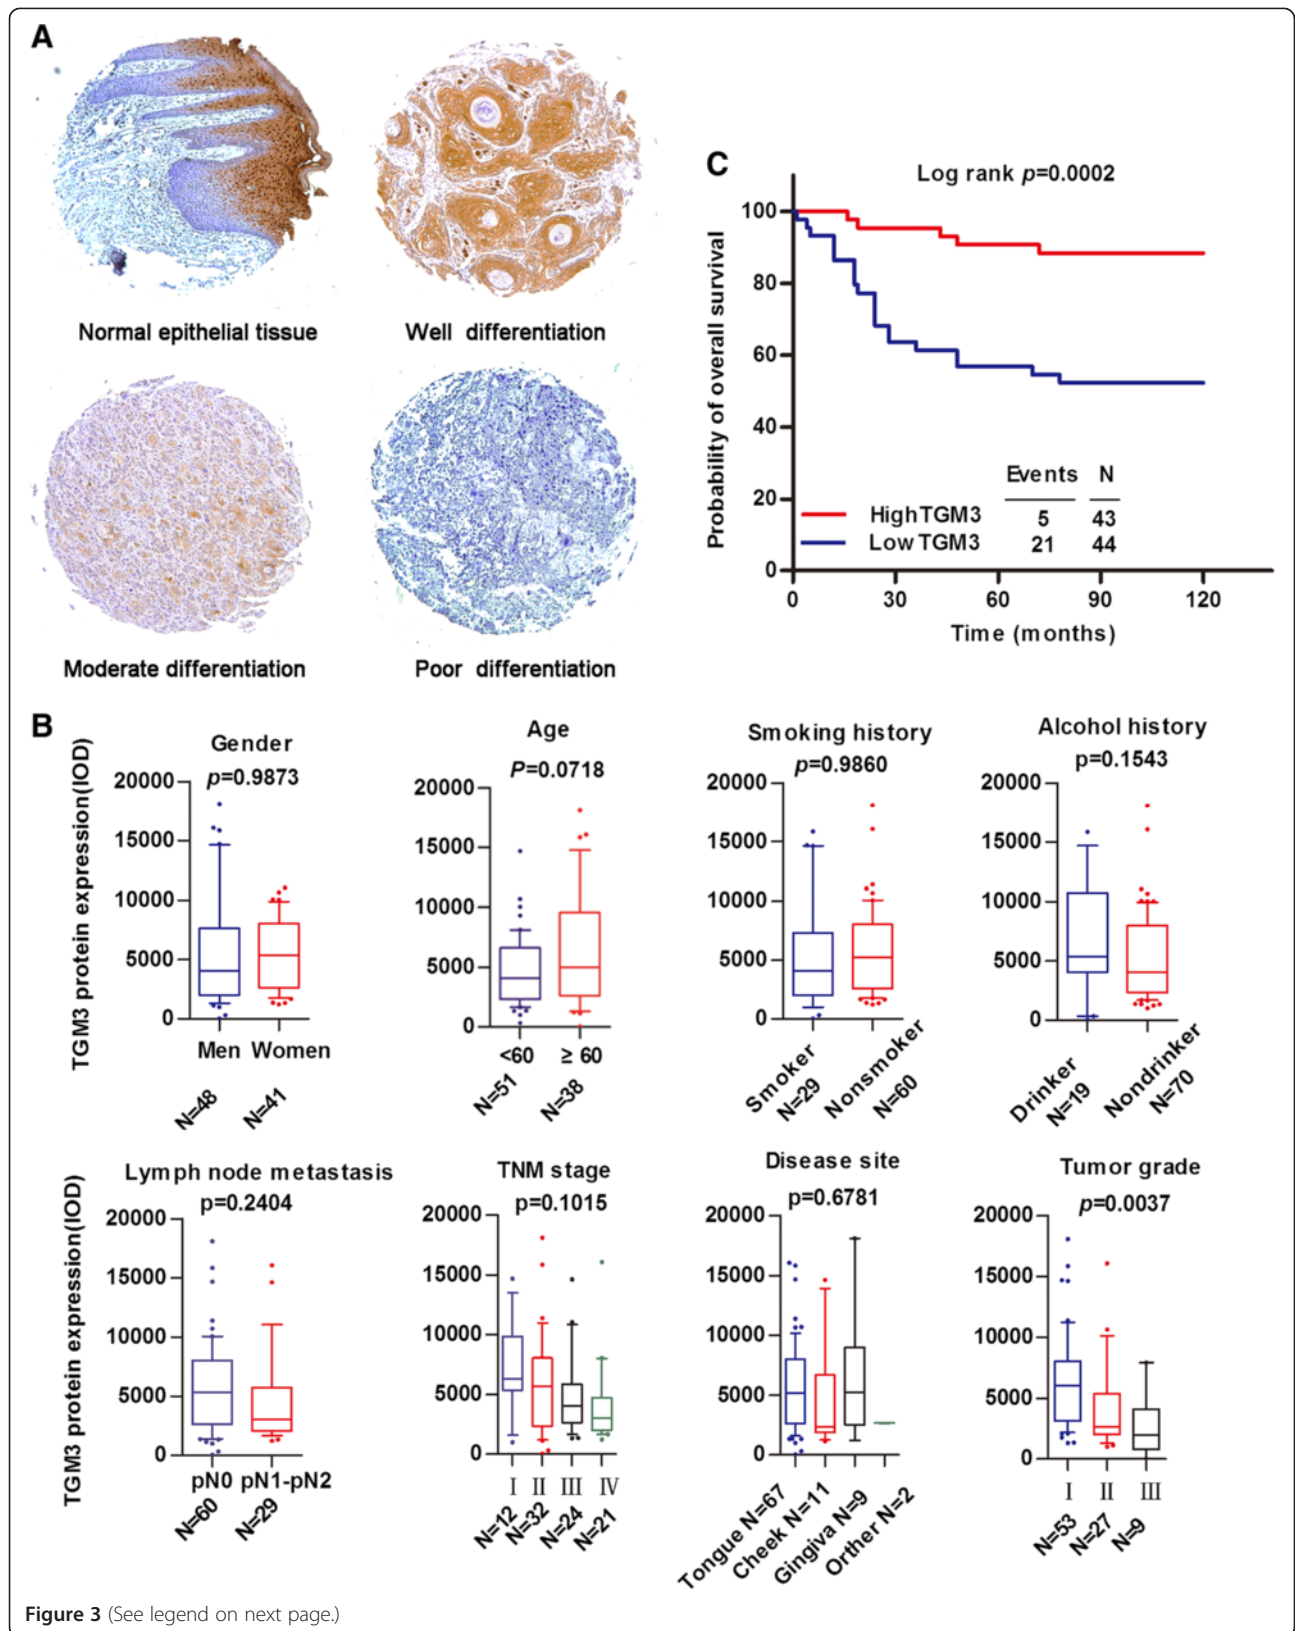 A
Normal epithelial tissue
Well differentiation
Moderate differentiation
Poor differentiation
C
Log rank p=0.0002
Probability of overall survival
100
80
60
40
20
0
Events N
High TGM3 5 43
Low TGM3 21 44
0 30 60 90 120
Time (months)
B
TGM3 protein expression(IOD)
Gender
p=0.9873
20000
15000
10000
5000
0
Men Women
N=48 N=41
Age
P=0.0718
20000
15000
10000
5000
0
<60 ≥ 60
N=51 N=38
Smoking history
p=0.9860
20000
15000
10000
5000
0
Smoker Nonsmoker
N=29 N=60
Alcohol history
p=0.1543
20000
15000
10000
5000
0
Drinker Nondrinker
N=19 N=70
TGM3 protein expression(IOD)
Lymph node metastasis
p=0.2404
20000
15000
10000
5000
0
pN0 pN1-pN2
N=60 N=29
TNM stage
p=0.1015
20000
15000
10000
5000
0
I II III IV
N=12 N=32 N=24 N=21
Disease site
p=0.6781
20000
15000
10000
5000
0
Tongue N=67
Cheek N=11
Gingiva N=9
Orther N=2
Tumor grade
p=0.0037
20000
15000
10000
5000
0
I II III
N=53 N=27 N=9
Figure 3 (See legend on next page.)